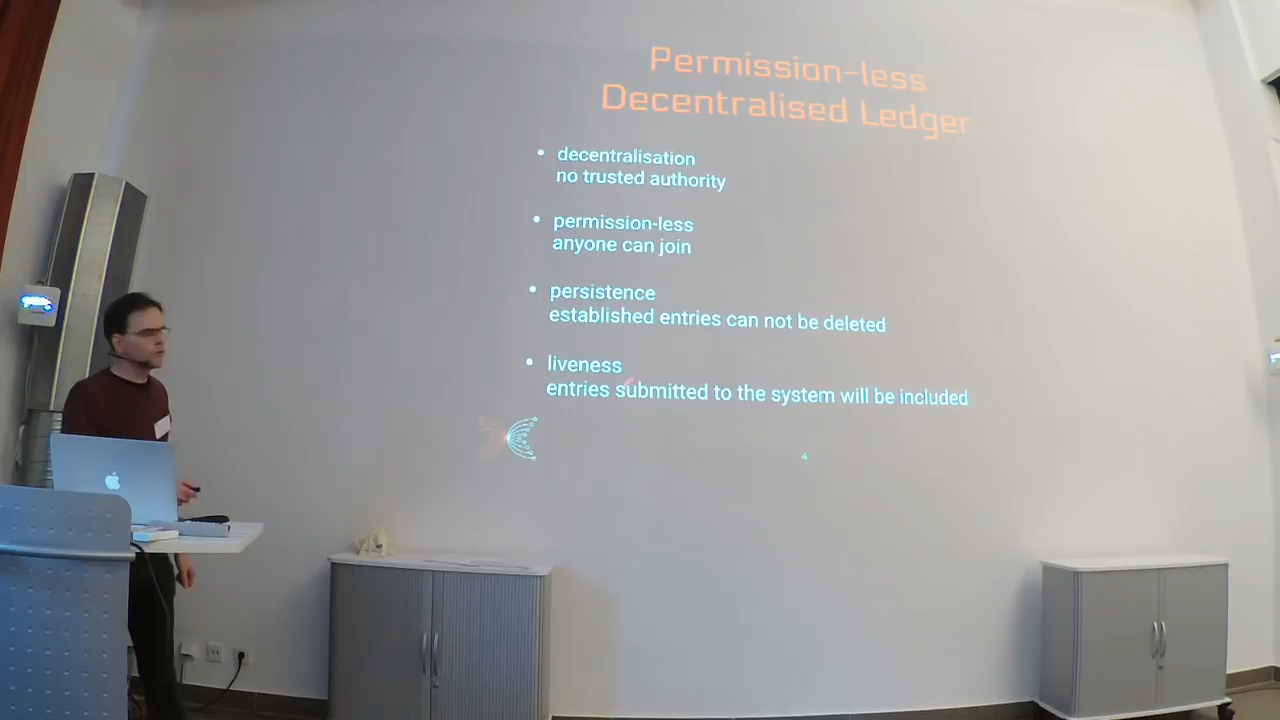 Permission-less
Decentralised Ledger
• decentralisation
no trusted authority
• permission-less
anyone can join
• persistence
established entries can not be deleted
• liveness
entries submitted to the system will be included
4